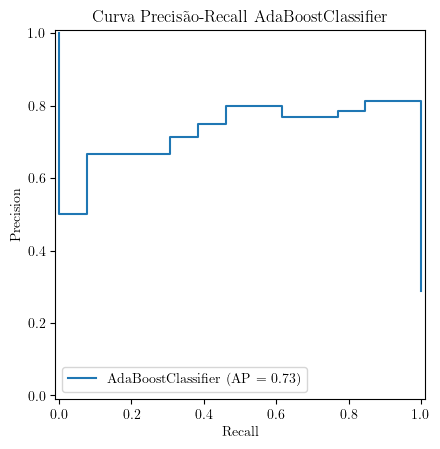 Curva Precisão-Recall AdaBoostClassifier
1.0
0.8
0.6
0.4
0.2
0.0
Precision
AdaBoostClassifier (AP = 0.73)
0.0 0.2 0.4 0.6 0.8 1.0
Recall